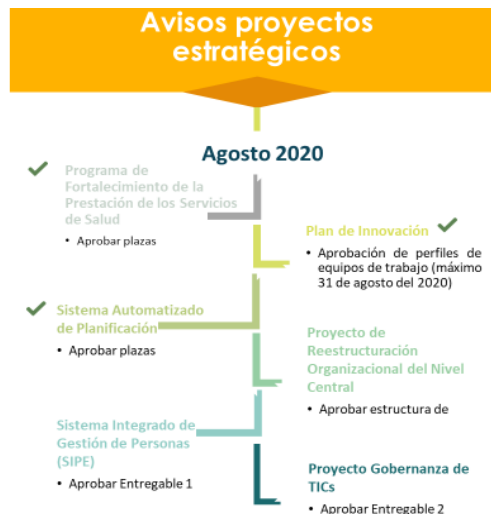 Avisos proyectos
estratégicos
Agosto 2020
Programa de
Fortalecimiento de la
Prestación de los Servicios
de Salud
• Aprobar plazas
Plan de Innovación
• Aprobación de perfiles de
equipos de trabajo (máximo
31 de agosto del 2020)
Sistema Automatizado
de Planificación
• Aprobar plazas
Proyecto de
Reestructuración
Organizacional del Nivel
Central
• Aprobar estructura de
Sistema Integrado de
Gestión de Personas
(SIPE)
• Aprobar Entregable 1
Proyecto Gobernanza de
TICs
• Aprobar Entregable 2